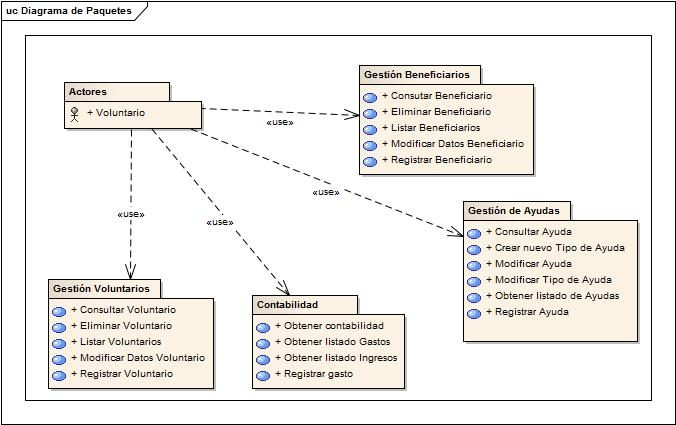 uc Diagrama de Paquetes
Actores
+ Voluntario
«use»
«use»
«use»
«use»
Gestión Beneficiarios
+ Consutar Beneficiario
+ Eliminar Beneficiario
+ Listar Beneficiarios
+ Modificar Datos Beneficiario
+ Registrar Beneficiario
Gestión de Ayudas
+ Consultar Ayuda
+ Crear nuevo Tipo de Ayuda
+ Modificar Ayuda
+ Modificar Tipo de Ayuda
+ Obtener listado de Ayudas
+ Registrar Ayuda
Gestión Voluntarios
+ Consultar Voluntario
+ Eliminar Voluntario
+ Listar Voluntarios
+ Modificar Datos Voluntario
+ Registrar Voluntario
Contabilidad
+ Obtener contabilidad
+ Obtener listado Gastos
+ Obtener listado Ingresos
+ Registrar gasto